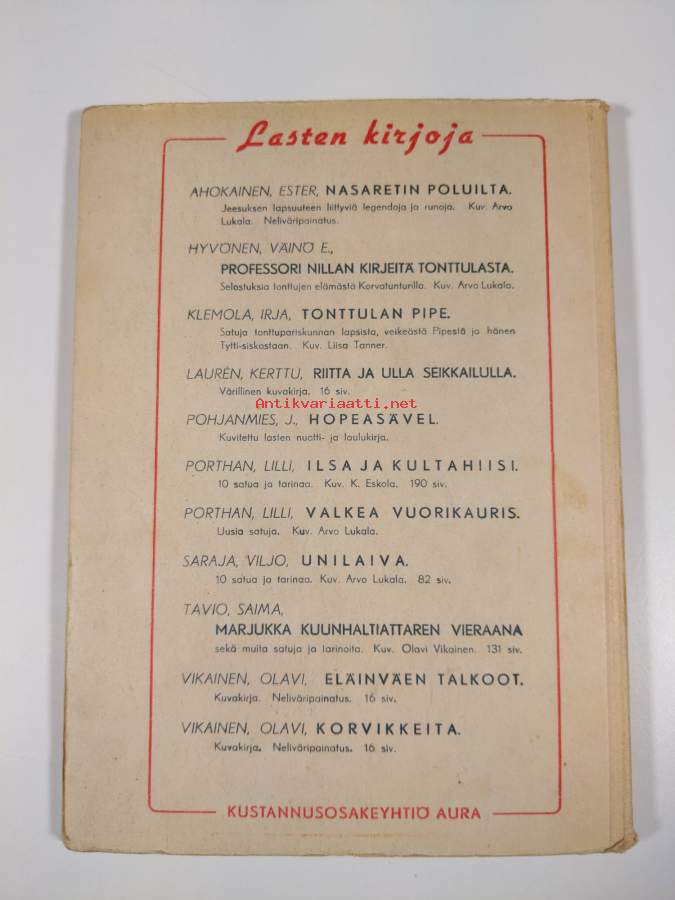 Lasten kirjoja
AHOKAINEN, ESTER, NASARETIN POLUILTA.
Jeesuksen lapsuuteen liittyviä legendoja ja runoja. Kuv. Arvo
Lukala. Neliväripainatus.
HYVÖNEN, VÄINÖ E.,
PROFESSORI NILLAN KIRJEITÄ TONTTULASTA.
Selostuksia tonttujen elämästä Korvatunturilla. Kuv. Arvo Lukala.
KLEMOLA, IRJA, TONTTULAN PIPE.
Satuja tonttupariskunnan lapsista, veikeästä Pipestä ja hänen
Tytti-siskostaan. Kuv. Liisa Tanner.
LAURÉN, KERTTU, RIITTA JA ULLA SEIKKAILULLA.
Värillinen kuvakirja. 16 siv.
Antikvariaatti.net
POHJANMIES, J., HOPEASÄVEL.
Kuvitettu lasten nuotti- ja laulukirja.
PORTHAN, LILLI, ILSA JA KULTAHIISI.
10 satua ja tarinaa. Kuv. K. Eskola. 190 siv.
PORTHAN, LILLI, VALKEA VUORIKAURIS.
Uusia satuja. Kuv. Arvo Lukala.
SARAJA, VILJO, UNILAIVA.
10 satua ja tarinaa. Kuv. Arvo Lukala. 82 siv.
TAVIO, SAIMA,
MARJUKKA KUUNHALTIATTAREN VIERAANA
sekä muita satuja ja tarinoita. Kuv. Olavi Vikainen. 131 siv.
VIKAINEN, OLAVI, ELÄINVÄEN TALKOOT.
Kuvakirja. Neliväripainatus. 16 siv.
VIKAINEN, OLAVI, KORVIKKEITA.
Kuvakirja. Neliväripainatus. 16 siv.
KUSTANNUSOSAKEYHTIÖ AURA